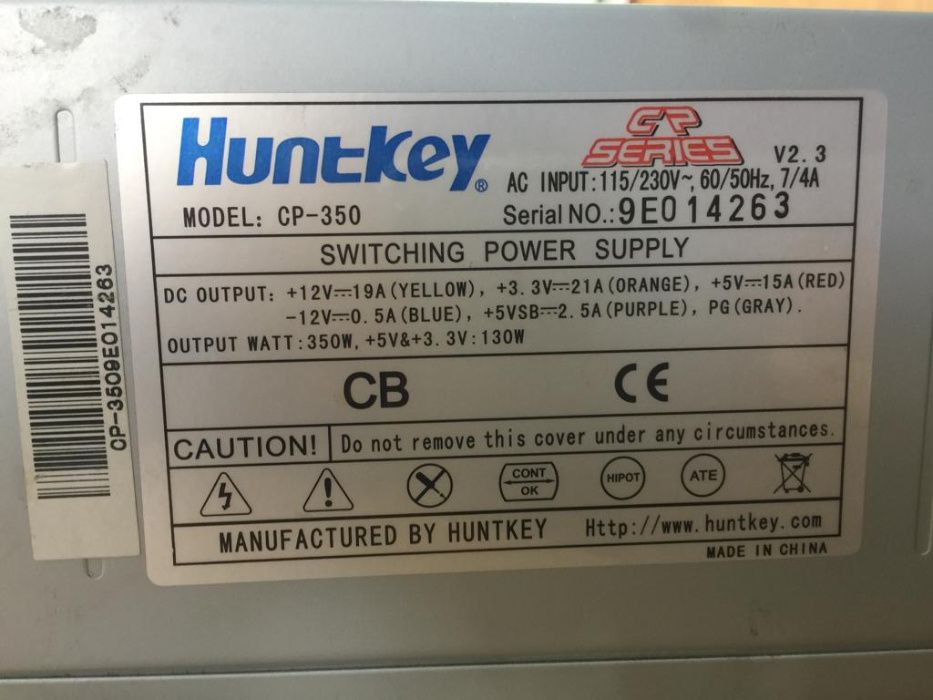 Huntkey®
CP
SERIES
V2.3
AC INPUT:115/230V~, 60/50Hz, 7/4A
MODEL: CP-350
Serial NO.:9E014263
SWITCHING POWER SUPPLY
DC OUTPUT: +12V⎓19A(YELLOW), +3.3V⎓21A(ORANGE), +5V⎓15A(RED)
-12V⎓0.5A(BLUE), +5VSB⎓2.5A(PURPLE), PG(GRAY).
OUTPUT WATT:350W, +5V&+3.3V:130W
CB CE
CAUTION! Do not remove this cover under any circumstances.
CONT
OK
HIPOT
ATE
MANUFACTURED BY HUNTKEY Http://www.huntkey.com
MADE IN CHINA
CP-3509E014263